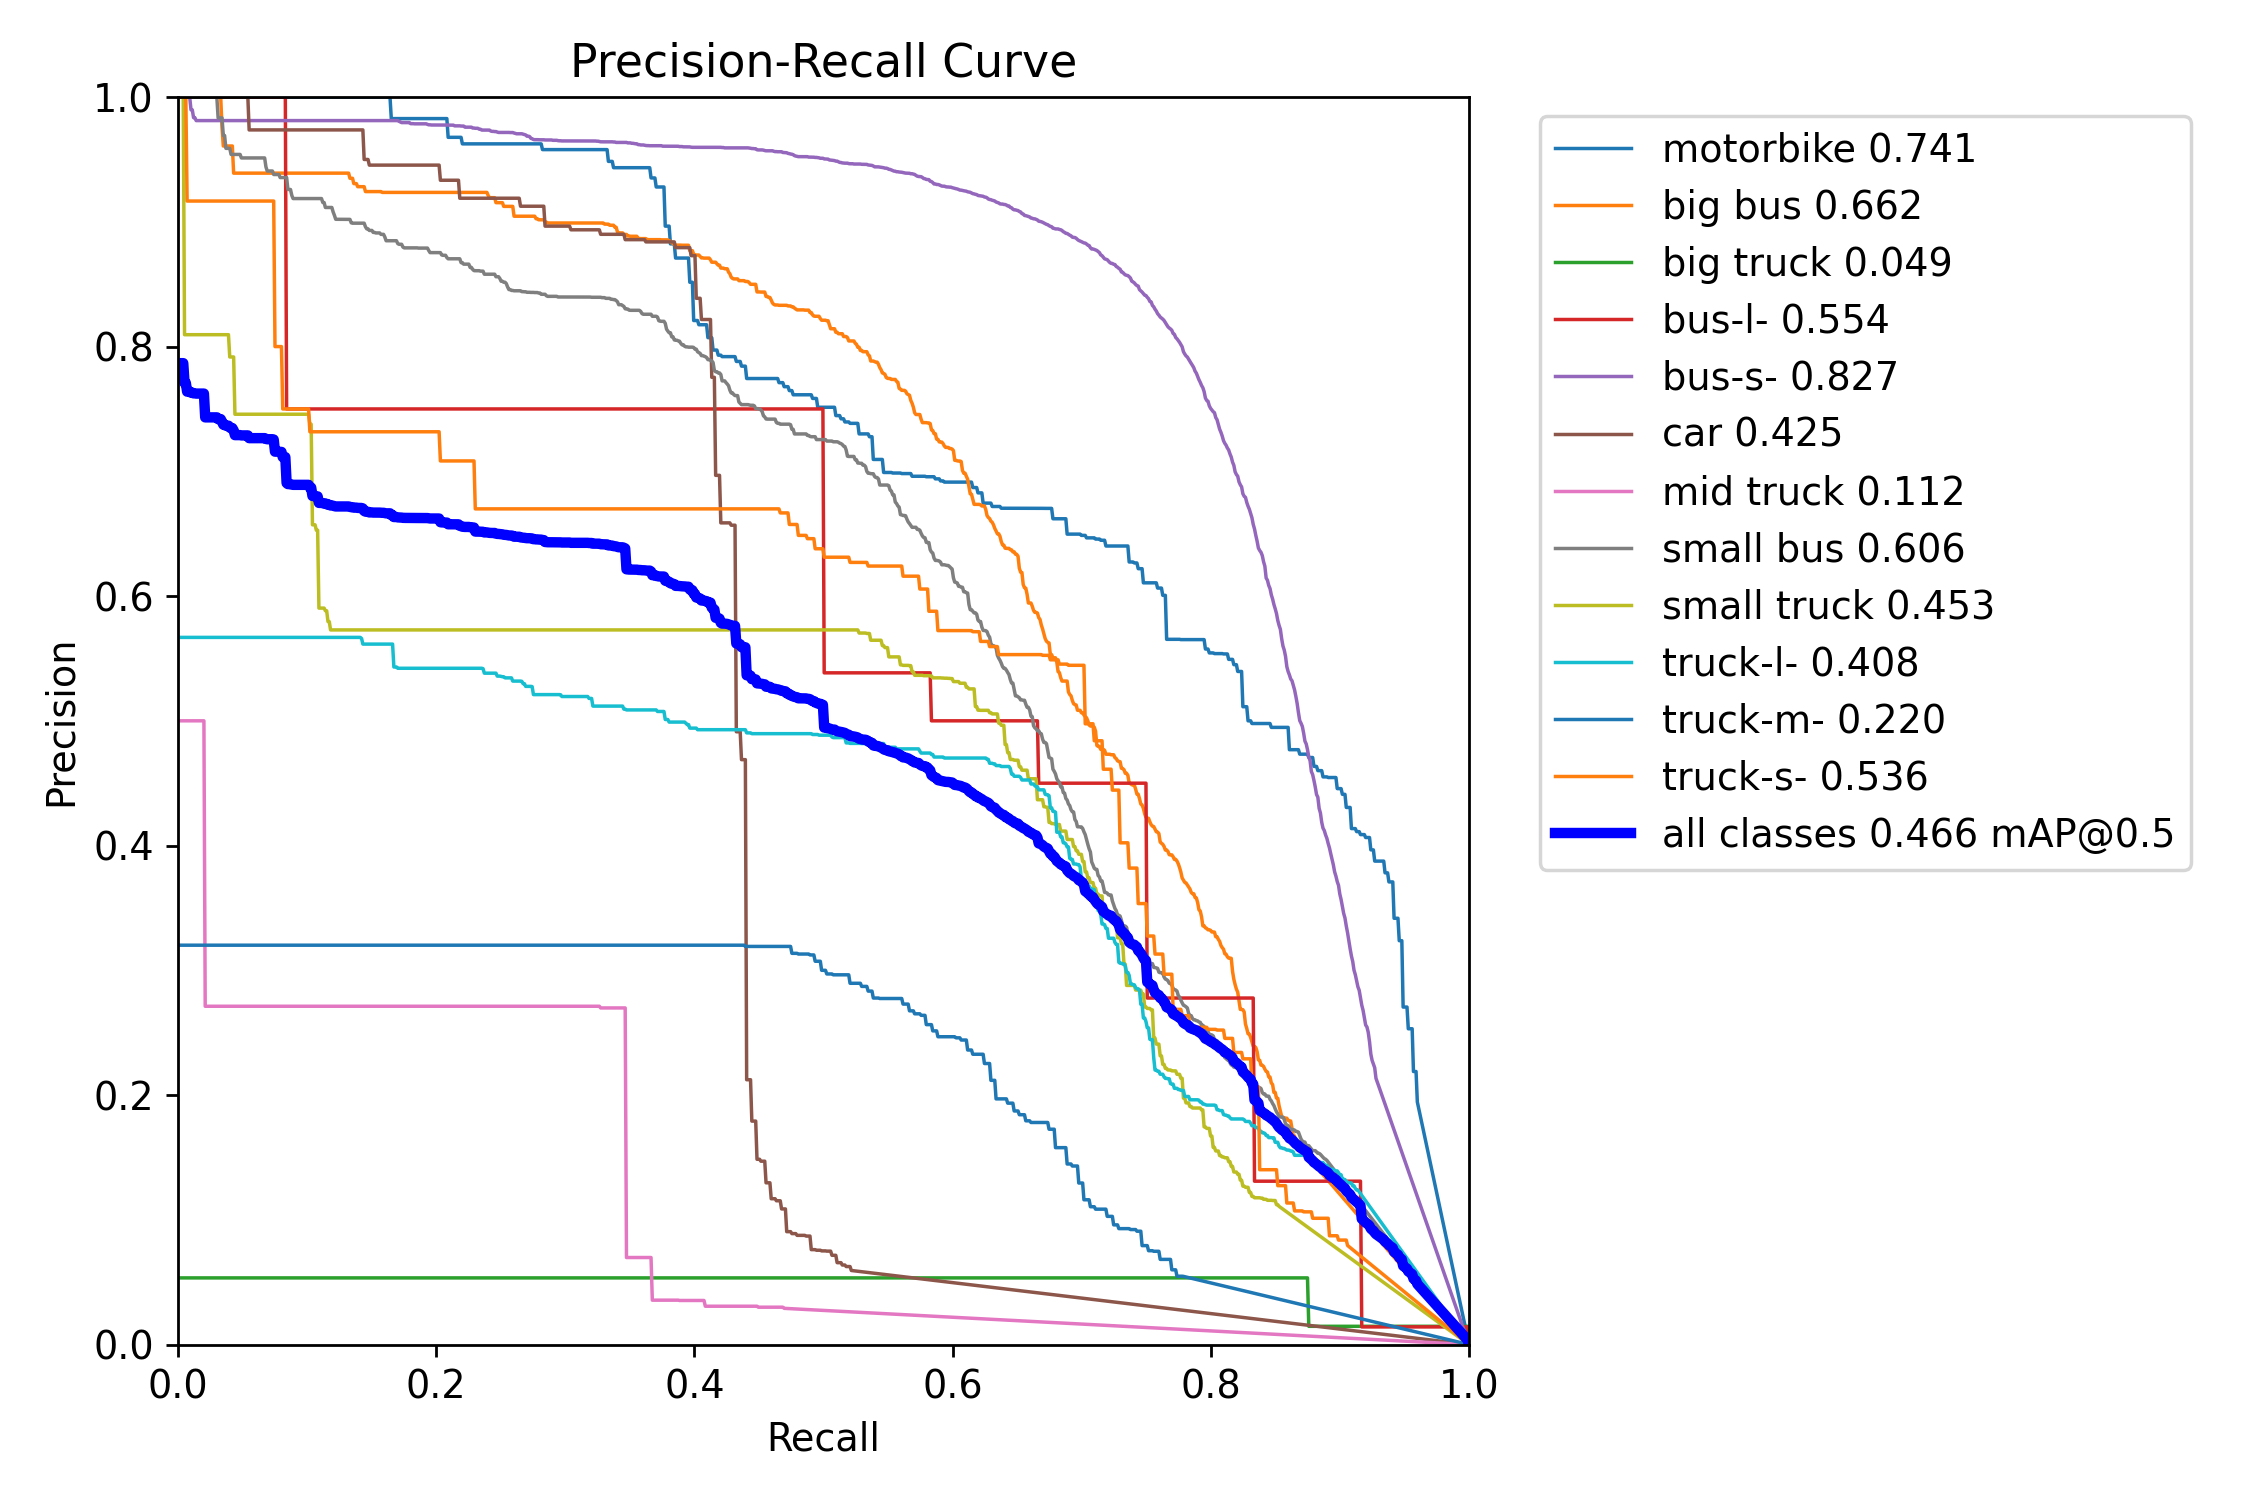 Precision-Recall Curve
1.0
0.8
0.6
0.4
0.2
0.0
Precision
0.0 0.2 0.4 0.6 0.8 1.0
Recall
motorbike 0.741
big bus 0.662
big truck 0.049
bus-l- 0.554
bus-s- 0.827
car 0.425
mid truck 0.112
small bus 0.606
small truck 0.453
truck-l- 0.408
truck-m- 0.220
truck-s- 0.536
all classes 0.466 mAP@0.5